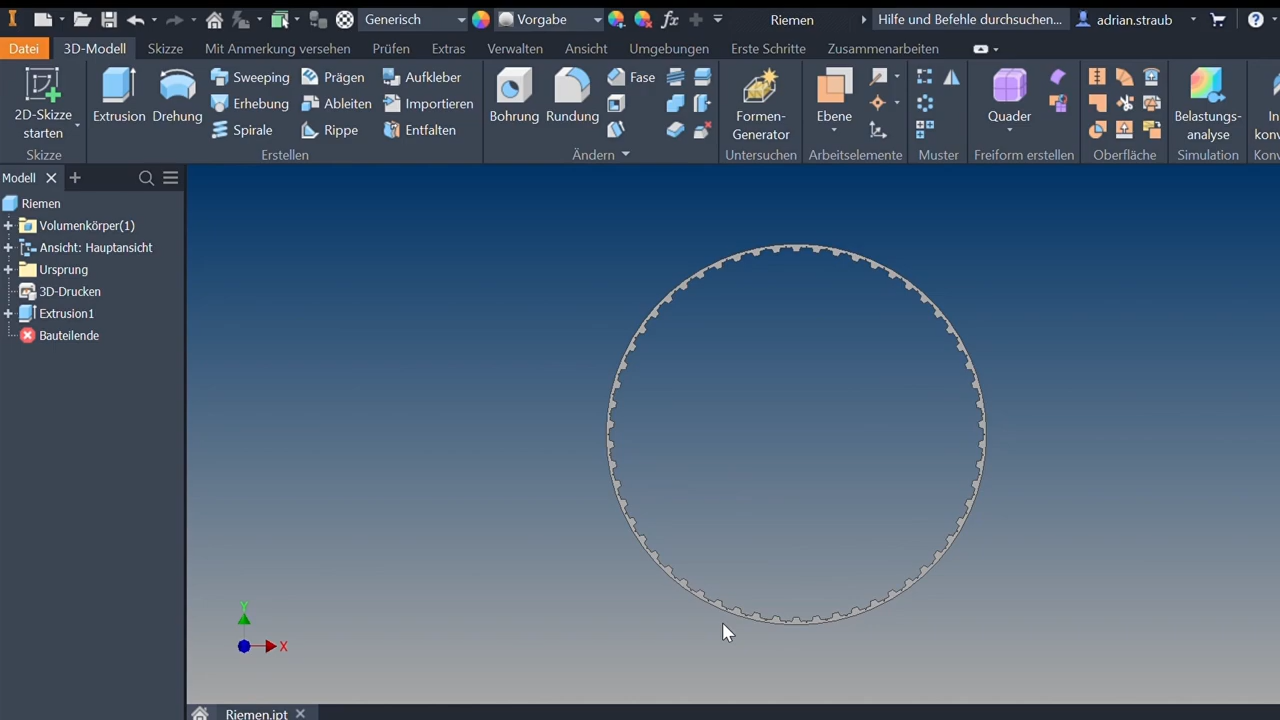 Generisch
Vorgabe
fx
Riemen
Hilfe und Befehle durchsuchen...
adrian.straub
Datei
3D-Modell
Skizze
Mit Anmerkung versehen
Prüfen
Extras
Verwalten
Ansicht
Umgebungen
Erste Schritte
Zusammenarbeiten
2D-Skizze
starten
Extrusion
Drehung
Sweeping
Erhebung
Spirale
Prägen
Ableiten
Rippe
Aufkleber
Importieren
Entfalten
Bohrung
Rundung
Fase
Formen-
Generator
Ebene
Quader
Belastungs-
analyse
Skizze
Erstellen
Ändern
Untersuchen
Arbeitselemente
Muster
Freiform erstellen
Oberfläche
Simulation
Modell
Riemen
Volumenkörper(1)
Ansicht: Hauptansicht
Ursprung
3D-Drucken
Extrusion1
Bauteilende
Y
X
Riemen.ipt